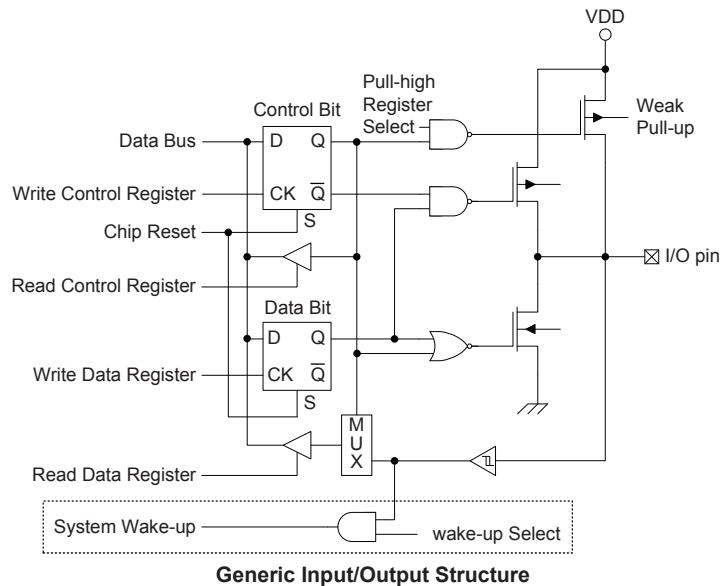 VDD
Pull-high
Register
Select
Control Bit
Weak
Pull-up
Data Bus
D Q
Write Control Register
CK Q̅
Chip Reset
S
I/O pin
Read Control Register
Data Bit
D Q
Write Data Register
CK Q̅
S
M
U
X
Read Data Register
System Wake-up
wake-up Select
Generic Input/Output Structure